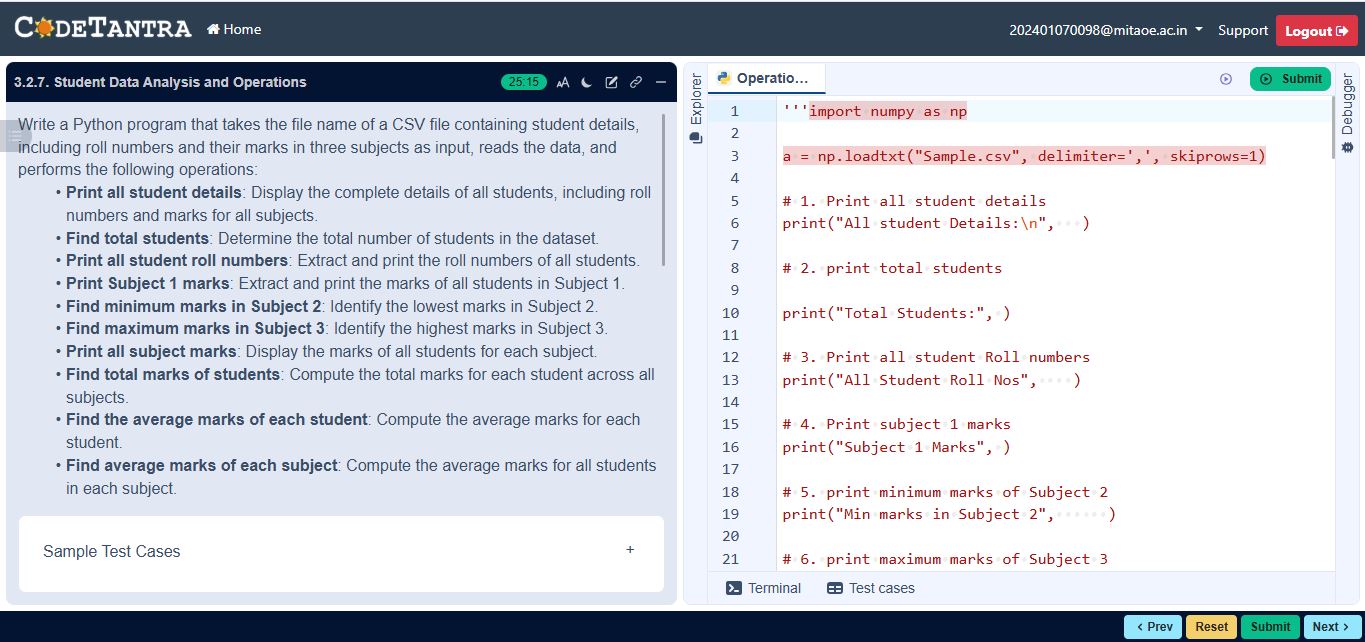 CODETANTRA
Home
202401070098@mitaoe.ac.in
Support
Logout
3.2.7. Student Data Analysis and Operations
25:15
AA
Write a Python program that takes the file name of a CSV file containing student details,
including roll numbers and their marks in three subjects as input, reads the data, and
performs the following operations:
• Print all student details: Display the complete details of all students, including roll
numbers and marks for all subjects.
• Find total students: Determine the total number of students in the dataset.
• Print all student roll numbers: Extract and print the roll numbers of all students.
• Print Subject 1 marks: Extract and print the marks of all students in Subject 1.
• Find minimum marks in Subject 2: Identify the lowest marks in Subject 2.
• Find maximum marks in Subject 3: Identify the highest marks in Subject 3.
• Print all subject marks: Display the marks of all students for each subject.
• Find total marks of students: Compute the total marks for each student across all
subjects.
• Find the average marks of each student: Compute the average marks for each
student.
• Find average marks of each subject: Compute the average marks for all students
in each subject.
Sample Test Cases
+
Explorer
Operatio...
Submit
Debugger
1 '''import numpy as np
2
3 a = np.loadtxt("Sample.csv", delimiter=',', skiprows=1)
4
5 # 1. Print all student details
6 print("All student Details:\n",    )
7
8 # 2. print total students
9
10 print("Total Students:",  )
11
12 # 3. Print all student Roll numbers
13 print("All Student Roll Nos",    )
14
15 # 4. Print subject 1 marks
16 print("Subject 1 Marks",  )
17
18 # 5. print minimum marks of Subject 2
19 print("Min marks in Subject 2",      )
20
21 # 6. print maximum marks of Subject 3
Terminal
Test cases
< Prev
Reset
Submit
Next >